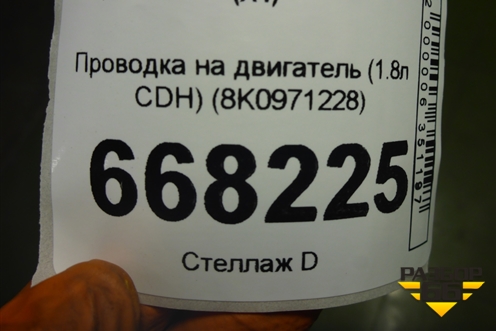 Проводка на двигатель (1.8л
CDH) (8K0971228)
668225
Стеллаж D